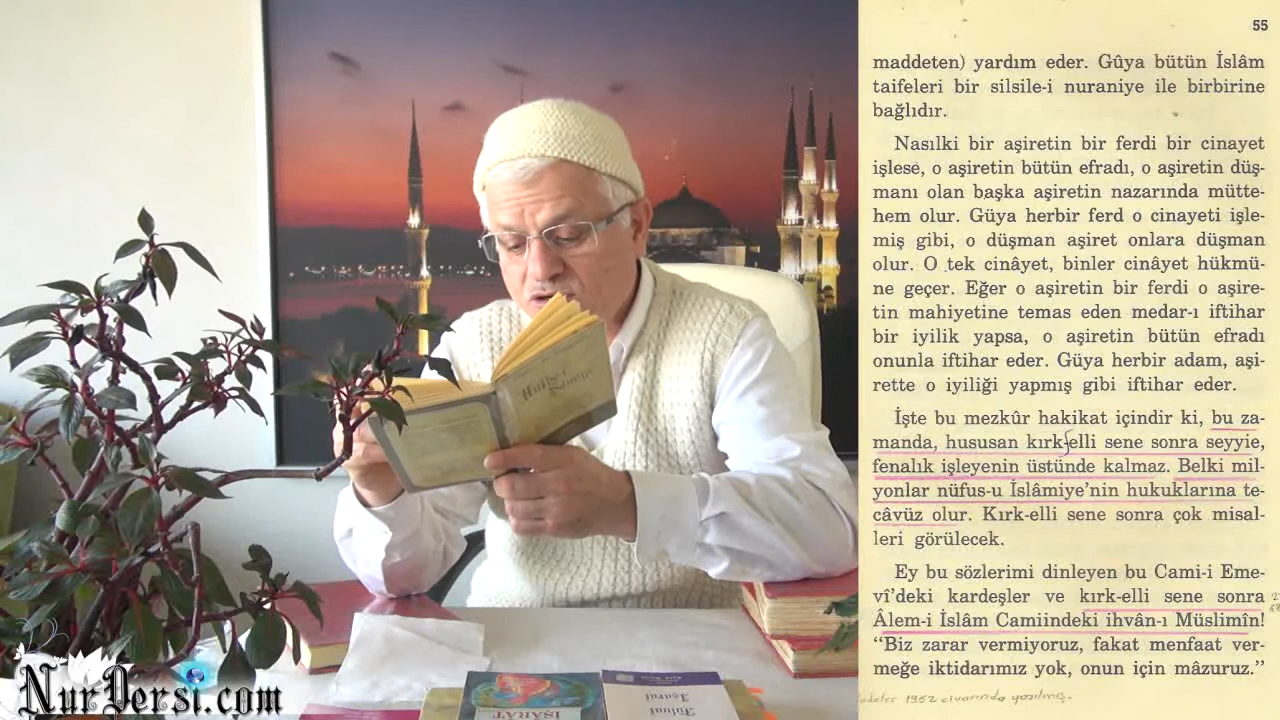 55
maddeten) yardım eder. Gûya bütün İslâm
taifeleri bir silsile-i nuraniye ile birbirine
bağlıdır.
Nasılki bir aşiretin bir ferdi bir cinayet
işlese, o aşiretin bütün efradı, o aşiretin düş-
manı olan başka aşiretin nazarında mütte-
hem olur. Güya herbir ferd o cinayeti işle-
miş gibi, o düşman aşiret onlara düşman
olur. O tek cinâyet, binler cinâyet hükmü-
ne geçer. Eğer o aşiretin bir ferdi o aşire-
tin mahiyetine temas eden medar-ı iftihar
bir iyilik yapsa, o aşiretin bütün efradı
onunla iftihar eder. Güya herbir adam, aşi-
rette o iyiliği yapmış gibi iftihar eder.
İşte bu mezkûr hakikat içindir ki, bu za-
manda, hususan kırk elli sene sonra seyyie,
fenalık işleyenin üstünde kalmaz. Belki mil-
yonlar nüfus-u İslâmiye'nin hukuklarına te-
câvüz olur. Kırk-elli sene sonra çok misal-
leri görülecek.
Ey bu sözlerimi dinleyen bu Cami-i Eme-
vî'deki kardeşler ve kırk-elli sene sonra
Âlem-i İslâm Camiindeki ihvân-ı Müslimîn!
"Biz zarar vermiyoruz, fakat menfaat ver-
meğe iktidarımız yok, onun için mâzuruz."
1952 civarında yazılmış.
Hutbe-i
Şamiye
İŞARAT
Tuluat
İşarat
NurDersi.com